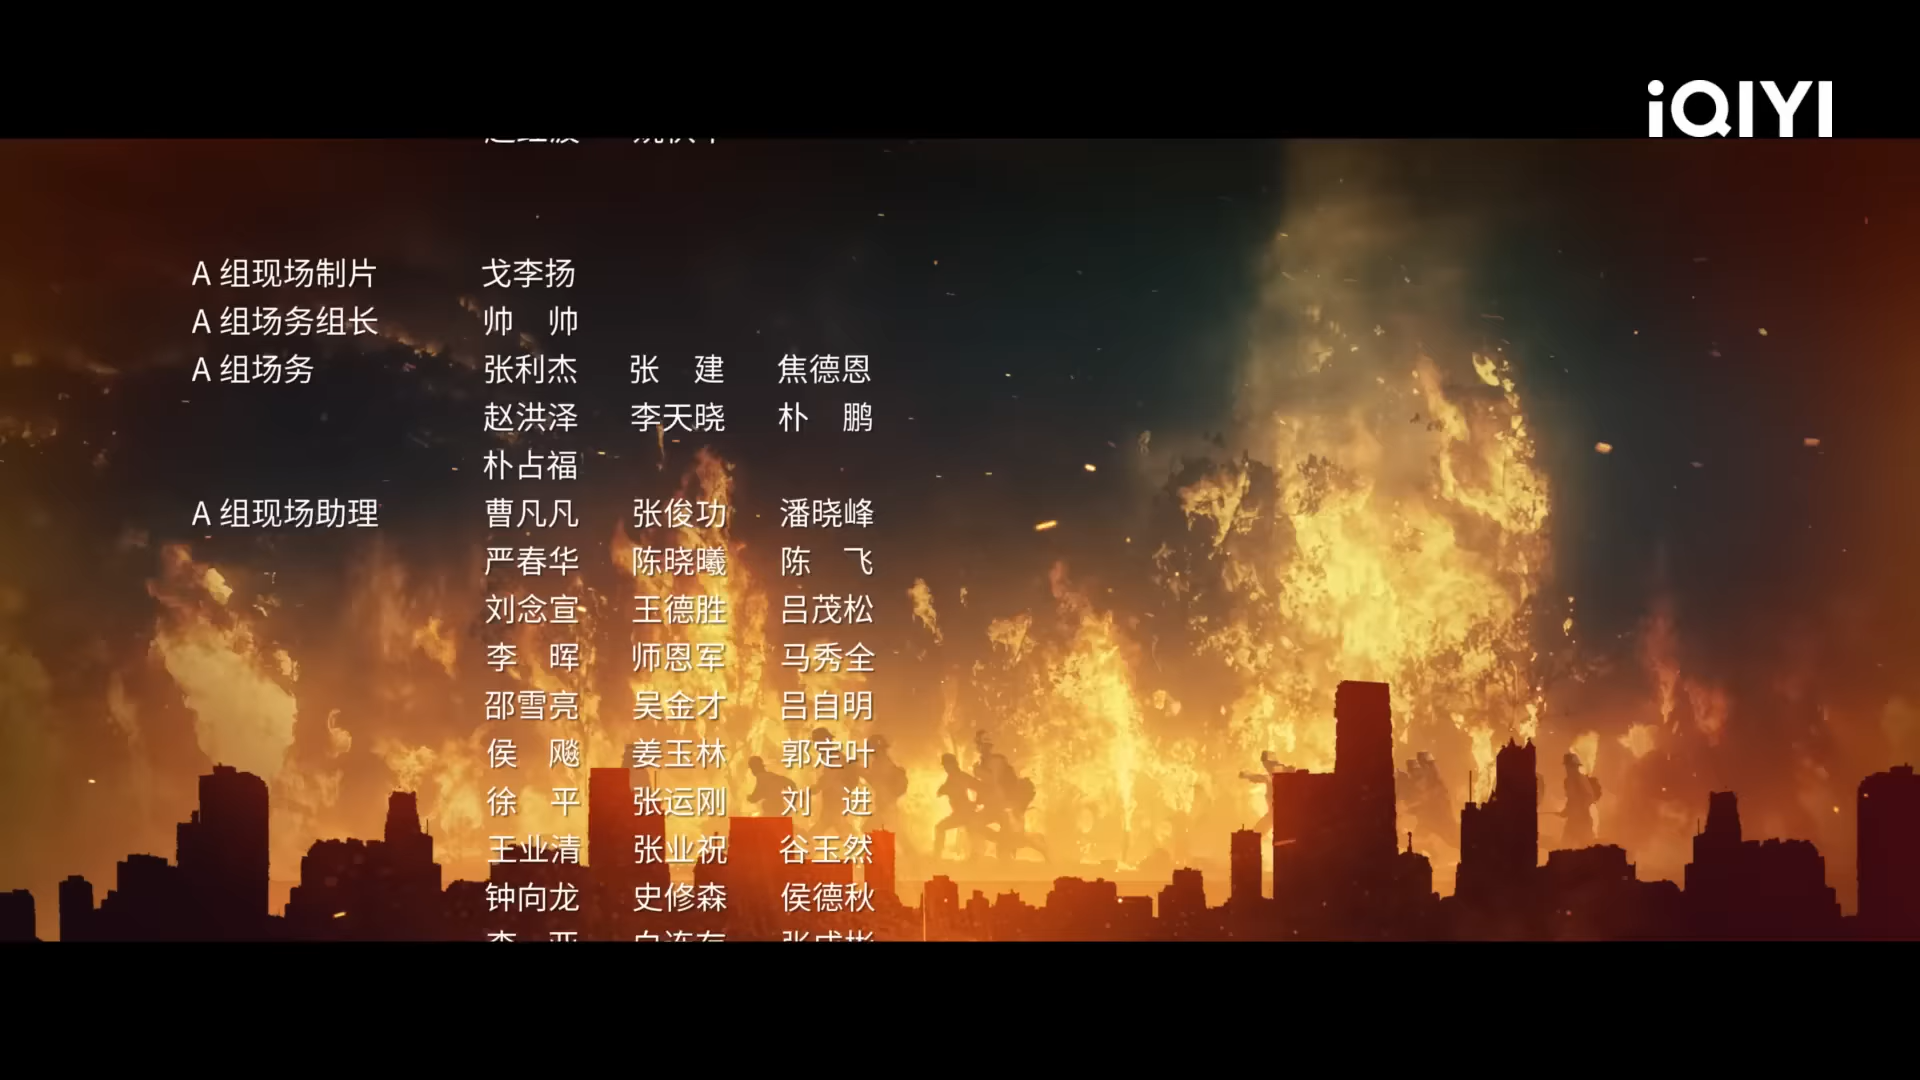 iQIYI
A 组现场制片 戈李扬
A 组场务组长 帅 帅
A 组场务 张利杰 张 建 焦德恩
赵洪泽 李天晓 朴 鹏
朴占福
A 组现场助理 曹凡凡 张俊功 潘晓峰
严春华 陈晓曦 陈 飞
刘念宣 王德胜 吕茂松
李 晖 师恩军 马秀全
邵雪亮 吴金才 吕自明
侯 飚 姜玉林 郭定叶
徐 平 张运刚 刘 进
王业清 张业祝 谷玉然
钟向龙 史修森 侯德秋